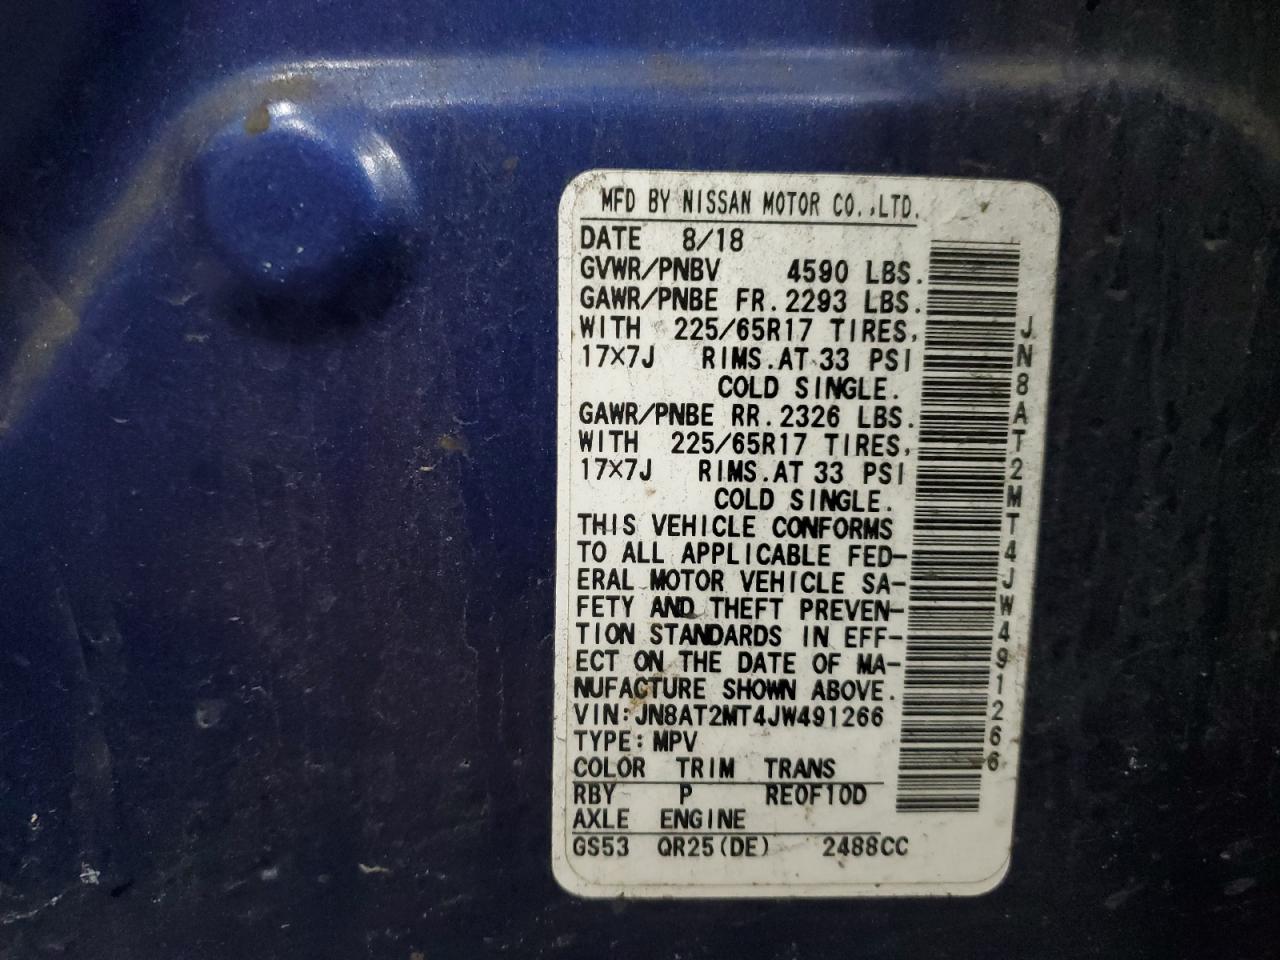 MFD BY NISSAN MOTOR CO.,LTD.
DATE 8/18
GVWR/PNBV 4590 LBS.
GAWR/PNBE FR.2293 LBS.
WITH 225/65R17 TIRES,
17×7J RIMS.AT 33 PSI
COLD SINGLE.
GAWR/PNBE RR.2326 LBS.
WITH 225/65R17 TIRES,
17×7J RIMS.AT 33 PSI
COLD SINGLE.
THIS VEHICLE CONFORMS
TO ALL APPLICABLE FED-
ERAL MOTOR VEHICLE SA-
FETY AND THEFT PREVEN-
TION STANDARDS IN EFF-
ECT ON THE DATE OF MA-
NUFACTURE SHOWN ABOVE.
VIN:JN8AT2MT4JW491266
TYPE:MPV
COLOR TRIM TRANS
RBY P RE0F10D
AXLE ENGINE
GS53 QR25(DE) 2488CC
JN8AT2MT4JW491266